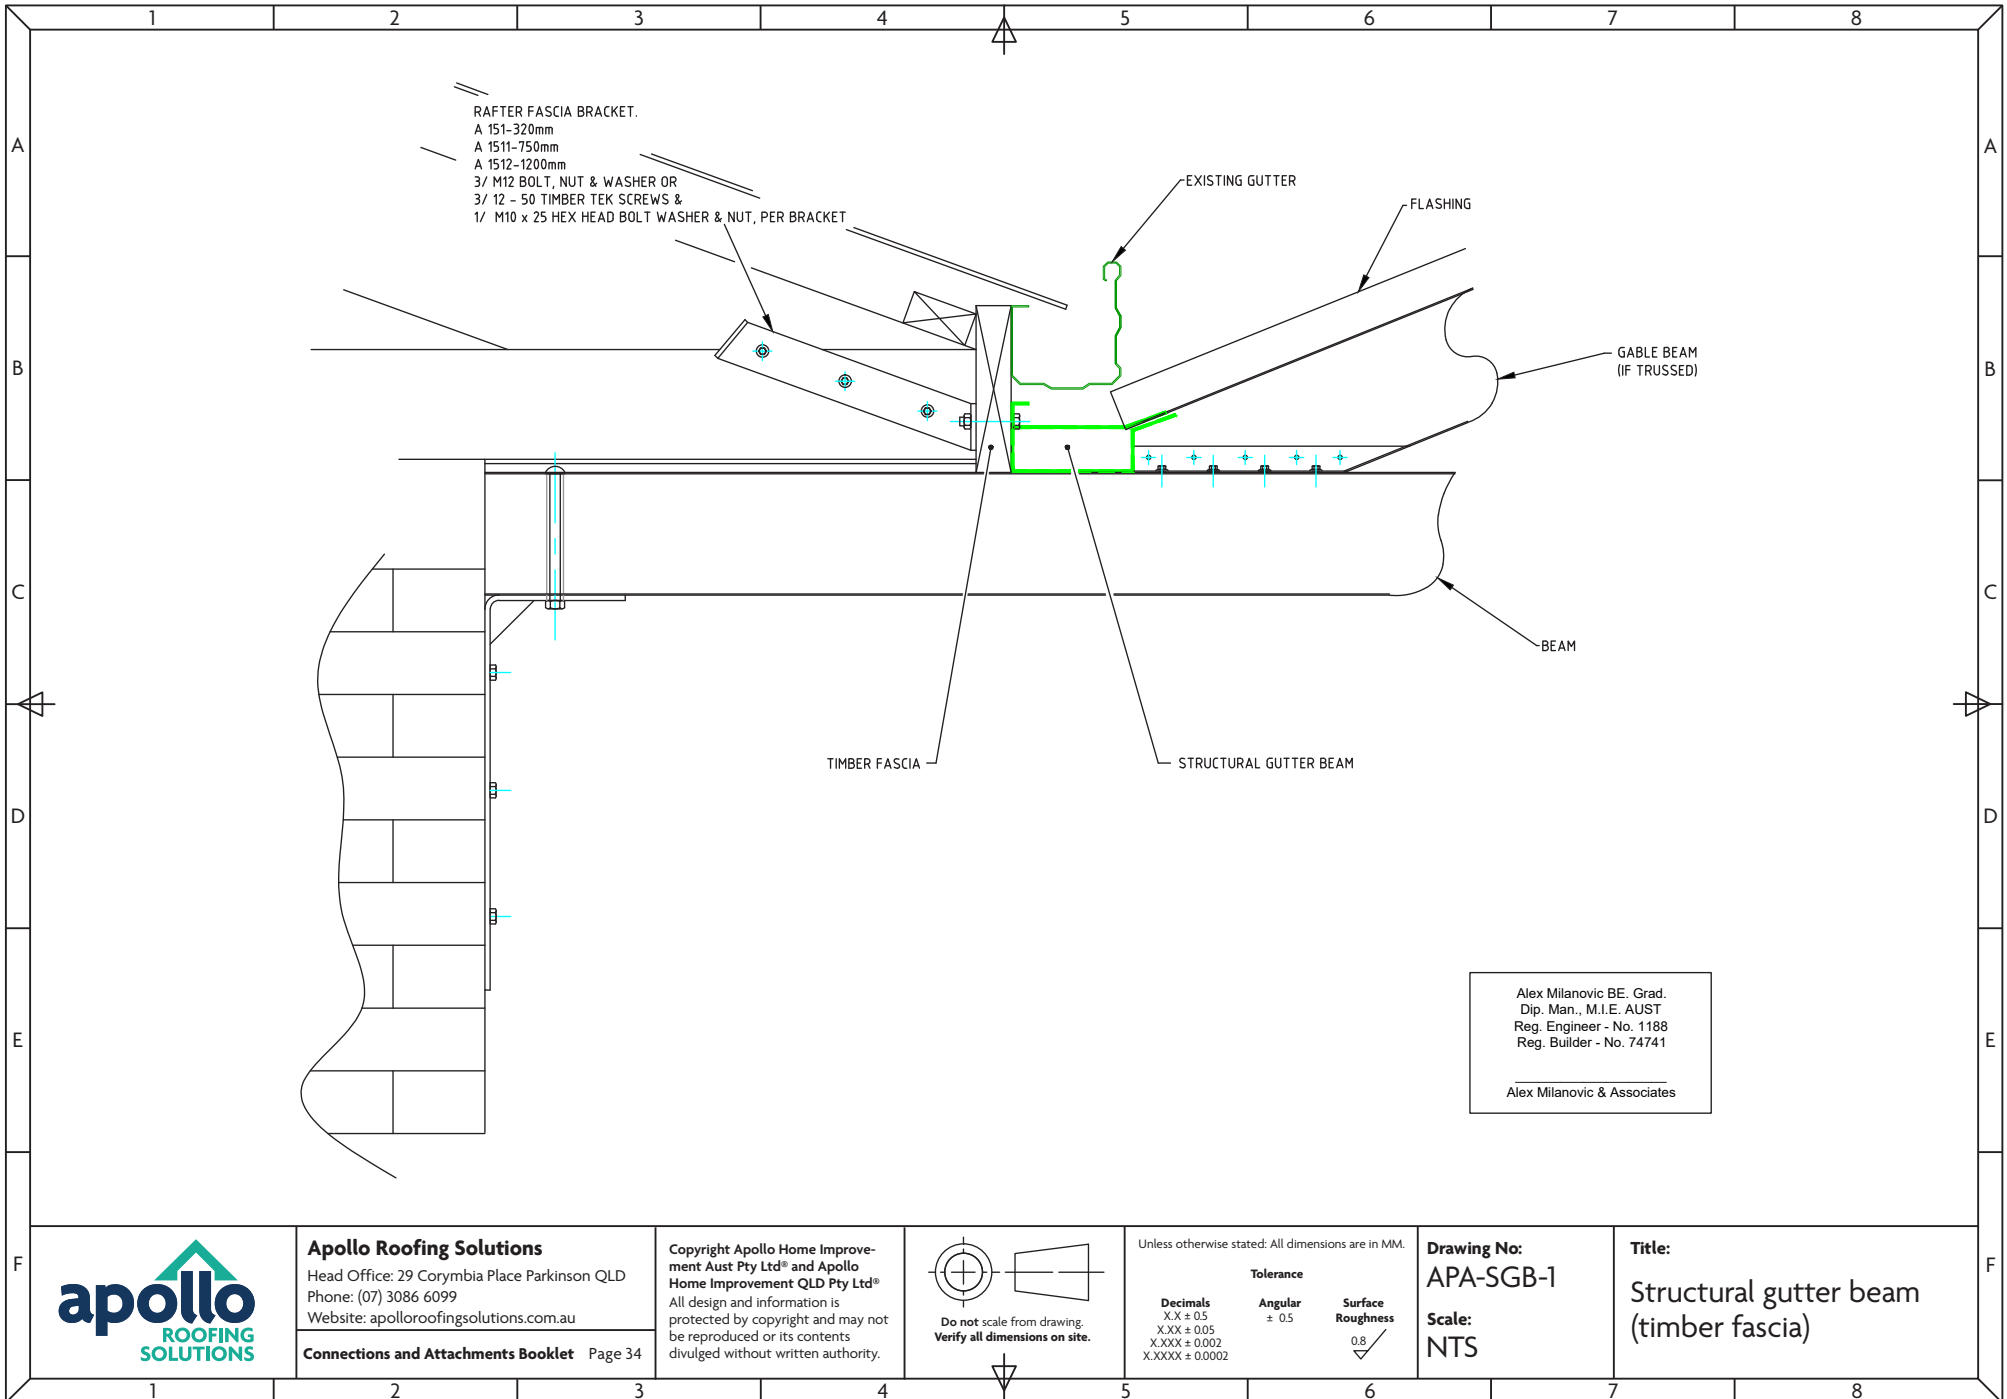 1 2 3 4 5 6 7 8
A A
RAFTER FASCIA BRACKET.
A 151-320mm
A 1511-750mm
A 1512-1200mm
3/ M12 BOLT, NUT & WASHER OR
3/ 12 - 50 TIMBER TEK SCREWS &
1/ M10 x 25 HEX HEAD BOLT WASHER & NUT, PER BRACKET
EXISTING GUTTER
FLASHING
B B
GABLE BEAM
(IF TRUSSED)
C C
BEAM
TIMBER FASCIA
STRUCTURAL GUTTER BEAM
D D
Alex Milanovic BE. Grad.
Dip. Man., M.I.E. AUST
Reg. Engineer - No. 1188
Reg. Builder - No. 74741
Alex Milanovic & Associates
E E
F F
apollo
ROOFING
SOLUTIONS
Apollo Roofing Solutions
Head Office: 29 Corymbia Place Parkinson QLD
Phone: (07) 3086 6099
Website: apolloroofingsolutions.com.au
Connections and Attachments Booklet Page 34
Copyright Apollo Home Improve-
ment Aust Pty Ltd® and Apollo
Home Improvement QLD Pty Ltd®
All design and information is
protected by copyright and may not
be reproduced or its contents
divulged without written authority.
Do not scale from drawing.
Verify all dimensions on site.
Unless otherwise stated: All dimensions are in MM.
Tolerance
Decimals
X.X ± 0.5
X.XX ± 0.05
X.XXX ± 0.002
X.XXXX ± 0.0002
Angular
± 0.5
Surface
Roughness
0.8
Drawing No:
APA-SGB-1
Scale:
NTS
Title:
Structural gutter beam
(timber fascia)
1 2 3 4 5 6 7 8